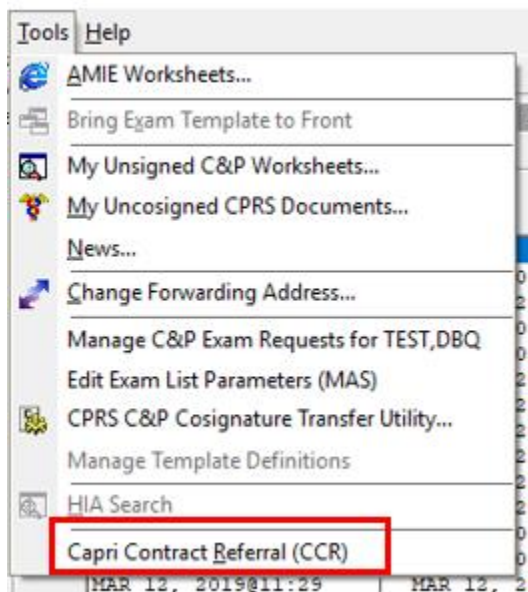 Tools Help
AMIE Worksheets...
Bring Exam Template to Front
My Unsigned C&P Worksheets...
My Uncosigned CPRS Documents...
News...
Change Forwarding Address...
Manage C&P Exam Requests for TEST,DBQ
Edit Exam List Parameters (MAS)
CPRS C&P Cosignature Transfer Utility...
Manage Template Definitions
HIA Search
Capri Contract Referral (CCR)
MAR 12, 2019@11:29 MAR 12, 2